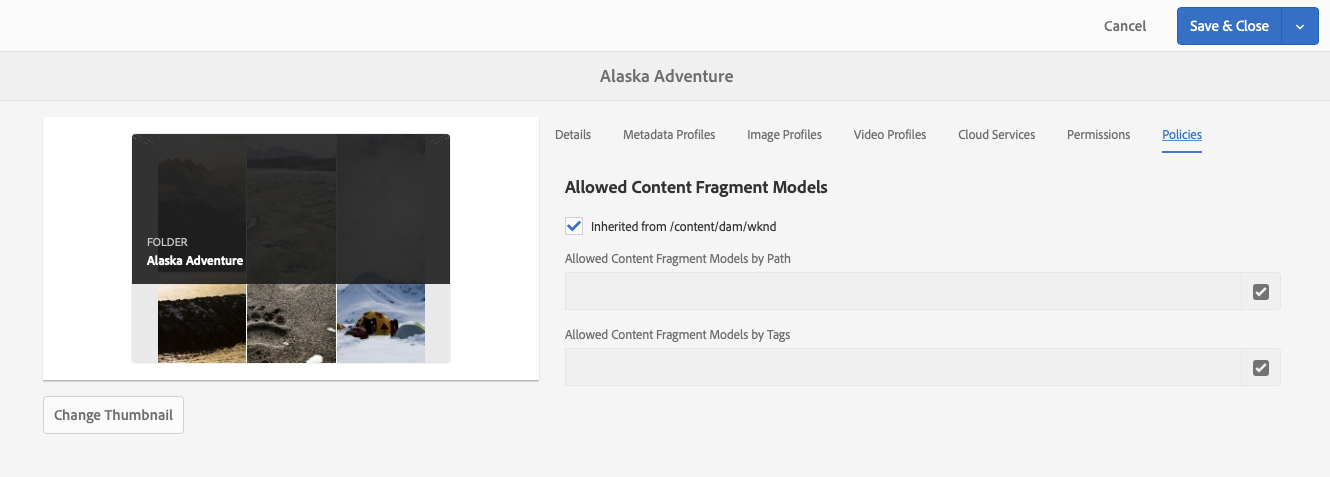 Cancel
Save & Close
Alaska Adventure
FOLDER
Alaska Adventure
Change Thumbnail
Details
Metadata Profiles
Image Profiles
Video Profiles
Cloud Services
Permissions
Policies
Allowed Content Fragment Models
Inherited from /content/dam/wknd
Allowed Content Fragment Models by Path
Allowed Content Fragment Models by Tags